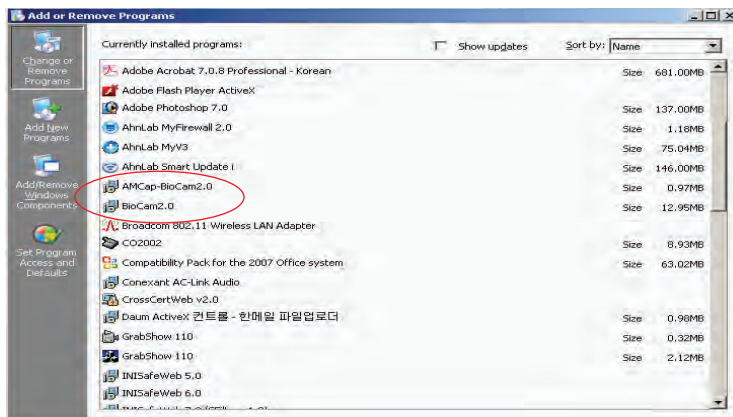 Add or Remove Programs
Change or
Remove
Programs
Add New
Programs
Add/Remove
Windows
Components
Set Program
Access and
Defaults
Currently installed programs:
Show updates
Sort by: Name
Adobe Acrobat 7.0.8 Professional - Korean Size 681.00MB
Adobe Flash Player ActiveX
Adobe Photoshop 7.0 Size 137.00MB
AhnLab MyFirewall 2.0 Size 1.18MB
AhnLab MyV3 Size 75.04MB
AhnLab Smart Update i Size 146.00MB
AMCap-BioCam2.0 Size 0.97MB
BioCam2.0 Size 12.95MB
Broadcom 802.11 Wireless LAN Adapter
CO2002 Size 8.93MB
Compatibility Pack for the 2007 Office system Size 63.02MB
Conexant AC-Link Audio
CrossCertWeb v2.0
Daum ActiveX 컨트롤 - 한메일 파일업로더 Size 0.98MB
GrabShow 110 Size 0.32MB
GrabShow 110 Size 2.12MB
INISafeWeb 5.0
INISafeWeb 6.0